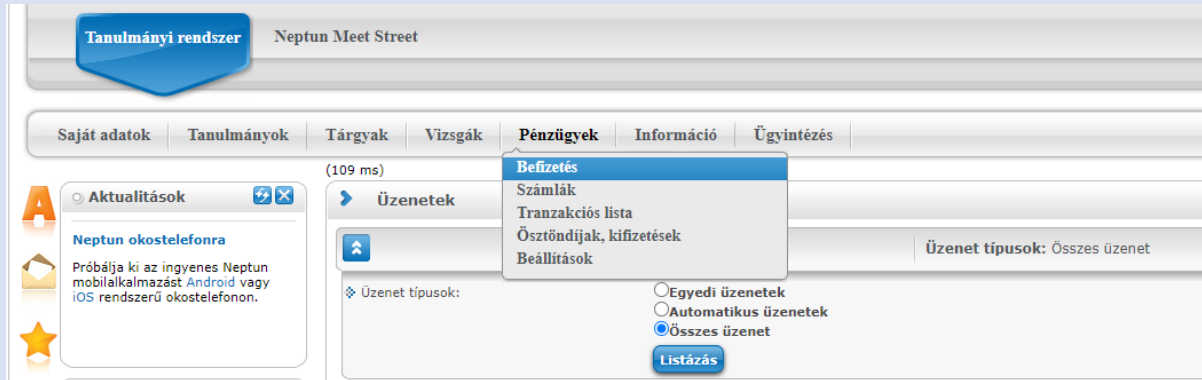 Tanulmányi rendszer Neptun Meet Street
Saját adatok Tanulmányok Tárgyak Vizsgák Pénzügyek Információ Ügyintézés
(109 ms)
Befizetés
Számlák
Tranzakciós lista
Ösztöndíjak, kifizetések
Beállítások
Aktualitások
Neptun okostelefonra
Próbálja ki az ingyenes Neptun
mobilalkalmazást Android vagy
iOS rendszerű okostelefonon.
Üzenetek
Üzenet típusok: Összes üzenet
Üzenet típusok:
Egyedi üzenetek
Automatikus üzenetek
Összes üzenet
Listázás